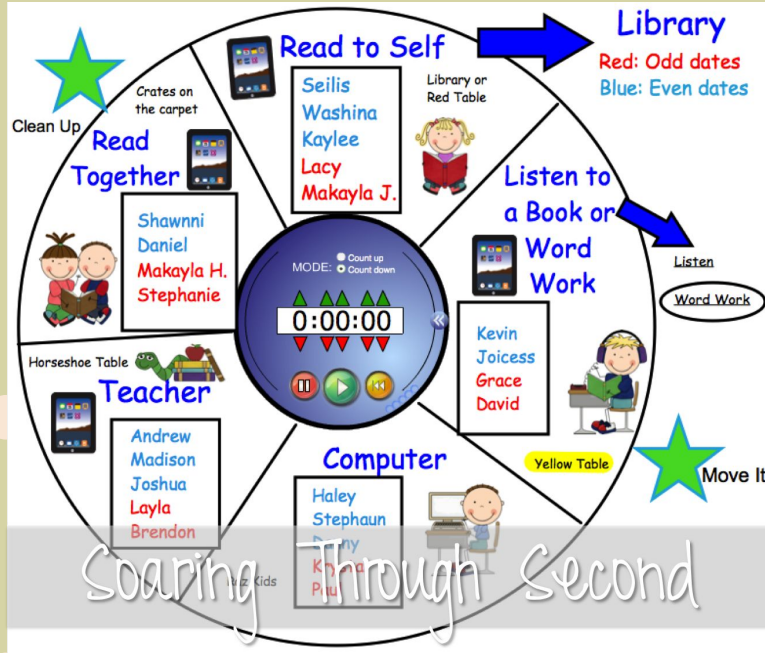 Read to Self
Seilis
Washina
Kaylee
Lacy
Makayla J.
Library or
Red Table
Library
Red: Odd dates
Blue: Even dates
Clean Up
Crates on
the carpet
Read
Together
Shawnni
Daniel
Makayla H.
Stephanie
Listen to
a Book or
Word
Work
Kevin
Joicess
Grace
David
Yellow Table
Listen
Word Work
Move It
MODE:
Count up
Count down
0:00:00
Horseshoe Table
Teacher
Andrew
Madison
Joshua
Layla
Brendon
Computer
Haley
Stephaun
Paul
Kids
Soaring Through Second